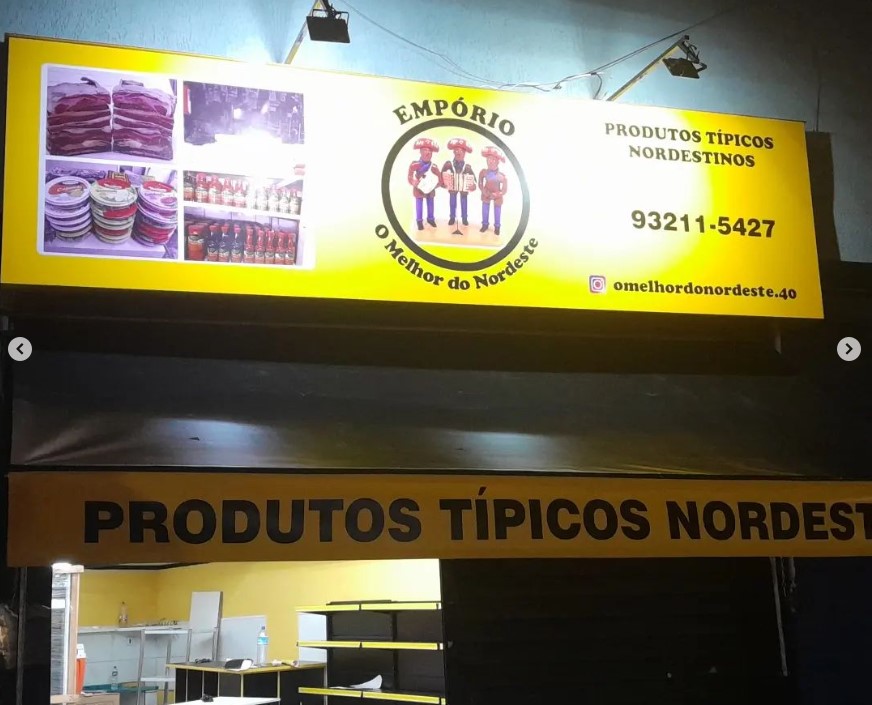 EMPÓRIO
O Melhor do Nordeste
PRODUTOS TÍPICOS
NORDESTINOS
93211-5427
omelhordonordeste.40
PRODUTOS TÍPICOS NORDEST